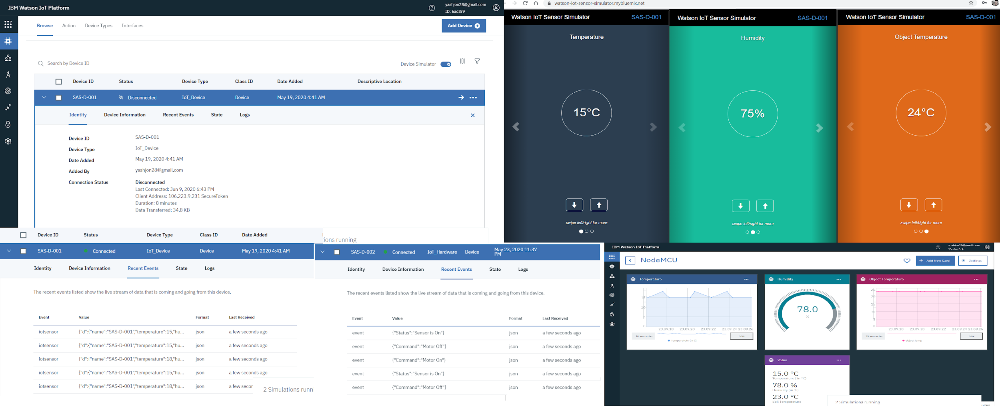 IBM Watson IoT Platform
yashjon28@gmail.com
ID: 6ad3r9
Browse Action Device Types Interfaces
Add Device
Search by Device ID
Device Simulator
Device ID Status Device Type Class ID Date Added Descriptive Location
SAS-D-001 Disconnected IoT_Device Device May 19, 2020 4:41 AM
Identity Device Information Recent Events State Logs
Device ID SAS-D-001
Device Type IoT_Device
Date Added May 19, 2020 4:41 AM
Added By yashjon28@gmail.com
Connection Status Disconnected
Last Connected: Jun 9, 2020 6:43 PM
Client Address: 106.223.9.231 SecureToken
Duration: 8 minutes
Data Transferred: 34.8 KB
watson-iot-sensor-simulator.mybluemix.net
Watson IoT Sensor Simulator SAS-D-001
Temperature
15°C
swipe left/right for more
Watson IoT Sensor Simulator SAS-D-001
Humidity
75%
swipe left/right for more
Watson IoT Sensor Simulator SAS-D-001
Object Temperature
24°C
swipe left/right for more
Device ID Status Device Type Class ID Date Added
SAS-D-001 Connected IoT_Device Device May 19, 2020 4:41 AM
Identity Device Information Recent Events State Logs
The recent events listed show the live stream of data that is coming and going from this device.
Event Value Format Last Received
iotsensor {"d":{"name":"SAS-D-001","temperature":15,"hu... json a few seconds ago
iotsensor {"d":{"name":"SAS-D-001","temperature":15,"hu... json a few seconds ago
iotsensor {"d":{"name":"SAS-D-001","temperature":18,"hu... json a few seconds ago
iotsensor {"d":{"name":"SAS-D-001","temperature":15,"hu... json a few seconds ago
iotsensor {"d":{"name":"SAS-D-001","temperature":18,"hu... json a few secor
2 Simulations runn
ions running
SAS-D-002 Connected IoT_Hardware Device May 23, 2020 11:37
PM
Identity Device Information Recent Events State Logs
The recent events listed show the live stream of data that is coming and going from this device.
Event Value Format Last Received
event {"Status":"Sensor is On"} json a few seconds ago
event {"Command":"Motor Off"} json a few seconds ago
event {"Command":"Motor On"} json a few seconds ago
event {"Status":"Sensor is On"} json a few seconds ago
event {"Command":"Motor Off"} json a few seconds ago
IBM Watson IoT Platform
yashjon28@gmail.com
ID: 6ad3r9
NodeMCU
Add New Card
Settings
Temperature
15
10
5
0
23:09:18 23:09:20 23:09:22 23:09:24 23:09:26
10 seconds
now
Temperature (in C)
Humidity
78.0
%
Object Temperature
25
20
15
10
5
0
23:09:18 23:09:20 23:09:22 23:09:24 23:09:26
10 seconds
now
objectTemp
Value
15.0 °C
Temperature (in °C)
78.0 %
Humidity (in %)
23.0 °C
Soil Temperature
2 Simulations running